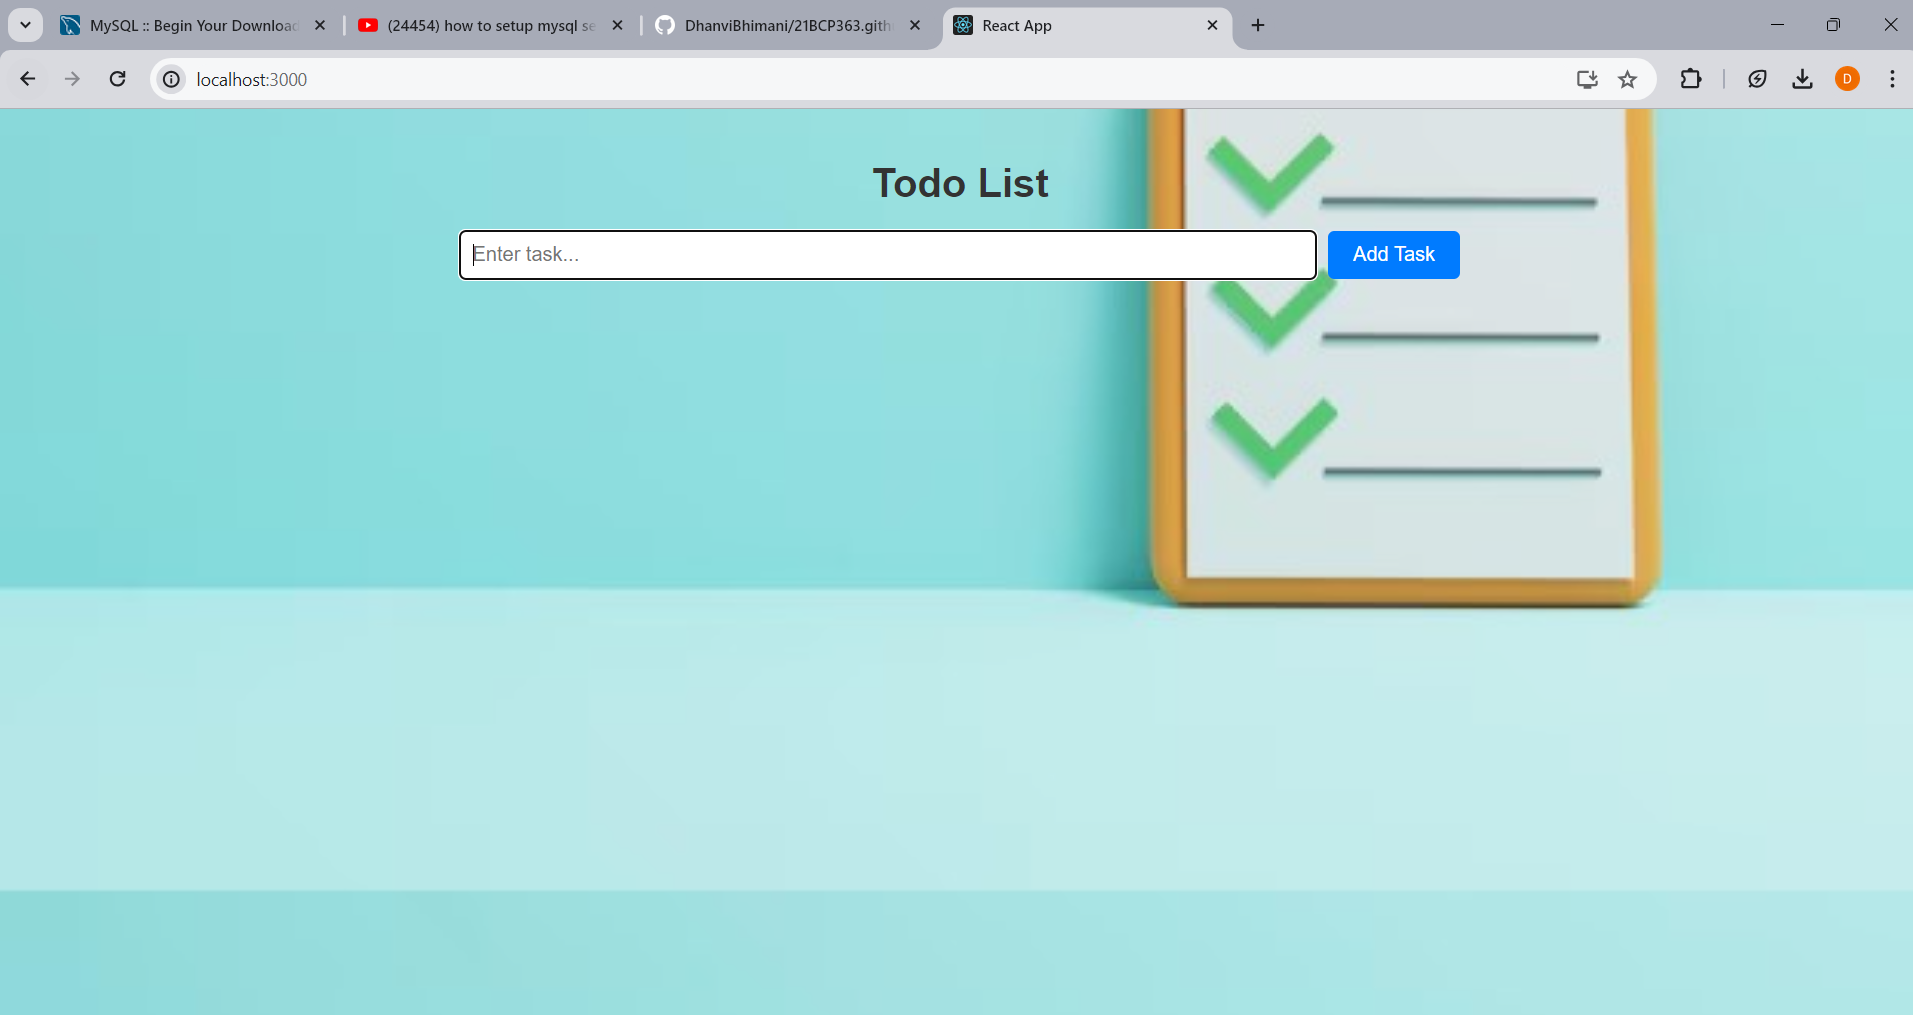 MySQL :: Begin Your Download
(24454) how to setup mysql se
DhanviBhimani/21BCP363.gith
React App
localhost:3000
D
Todo List
Enter task...
Add Task